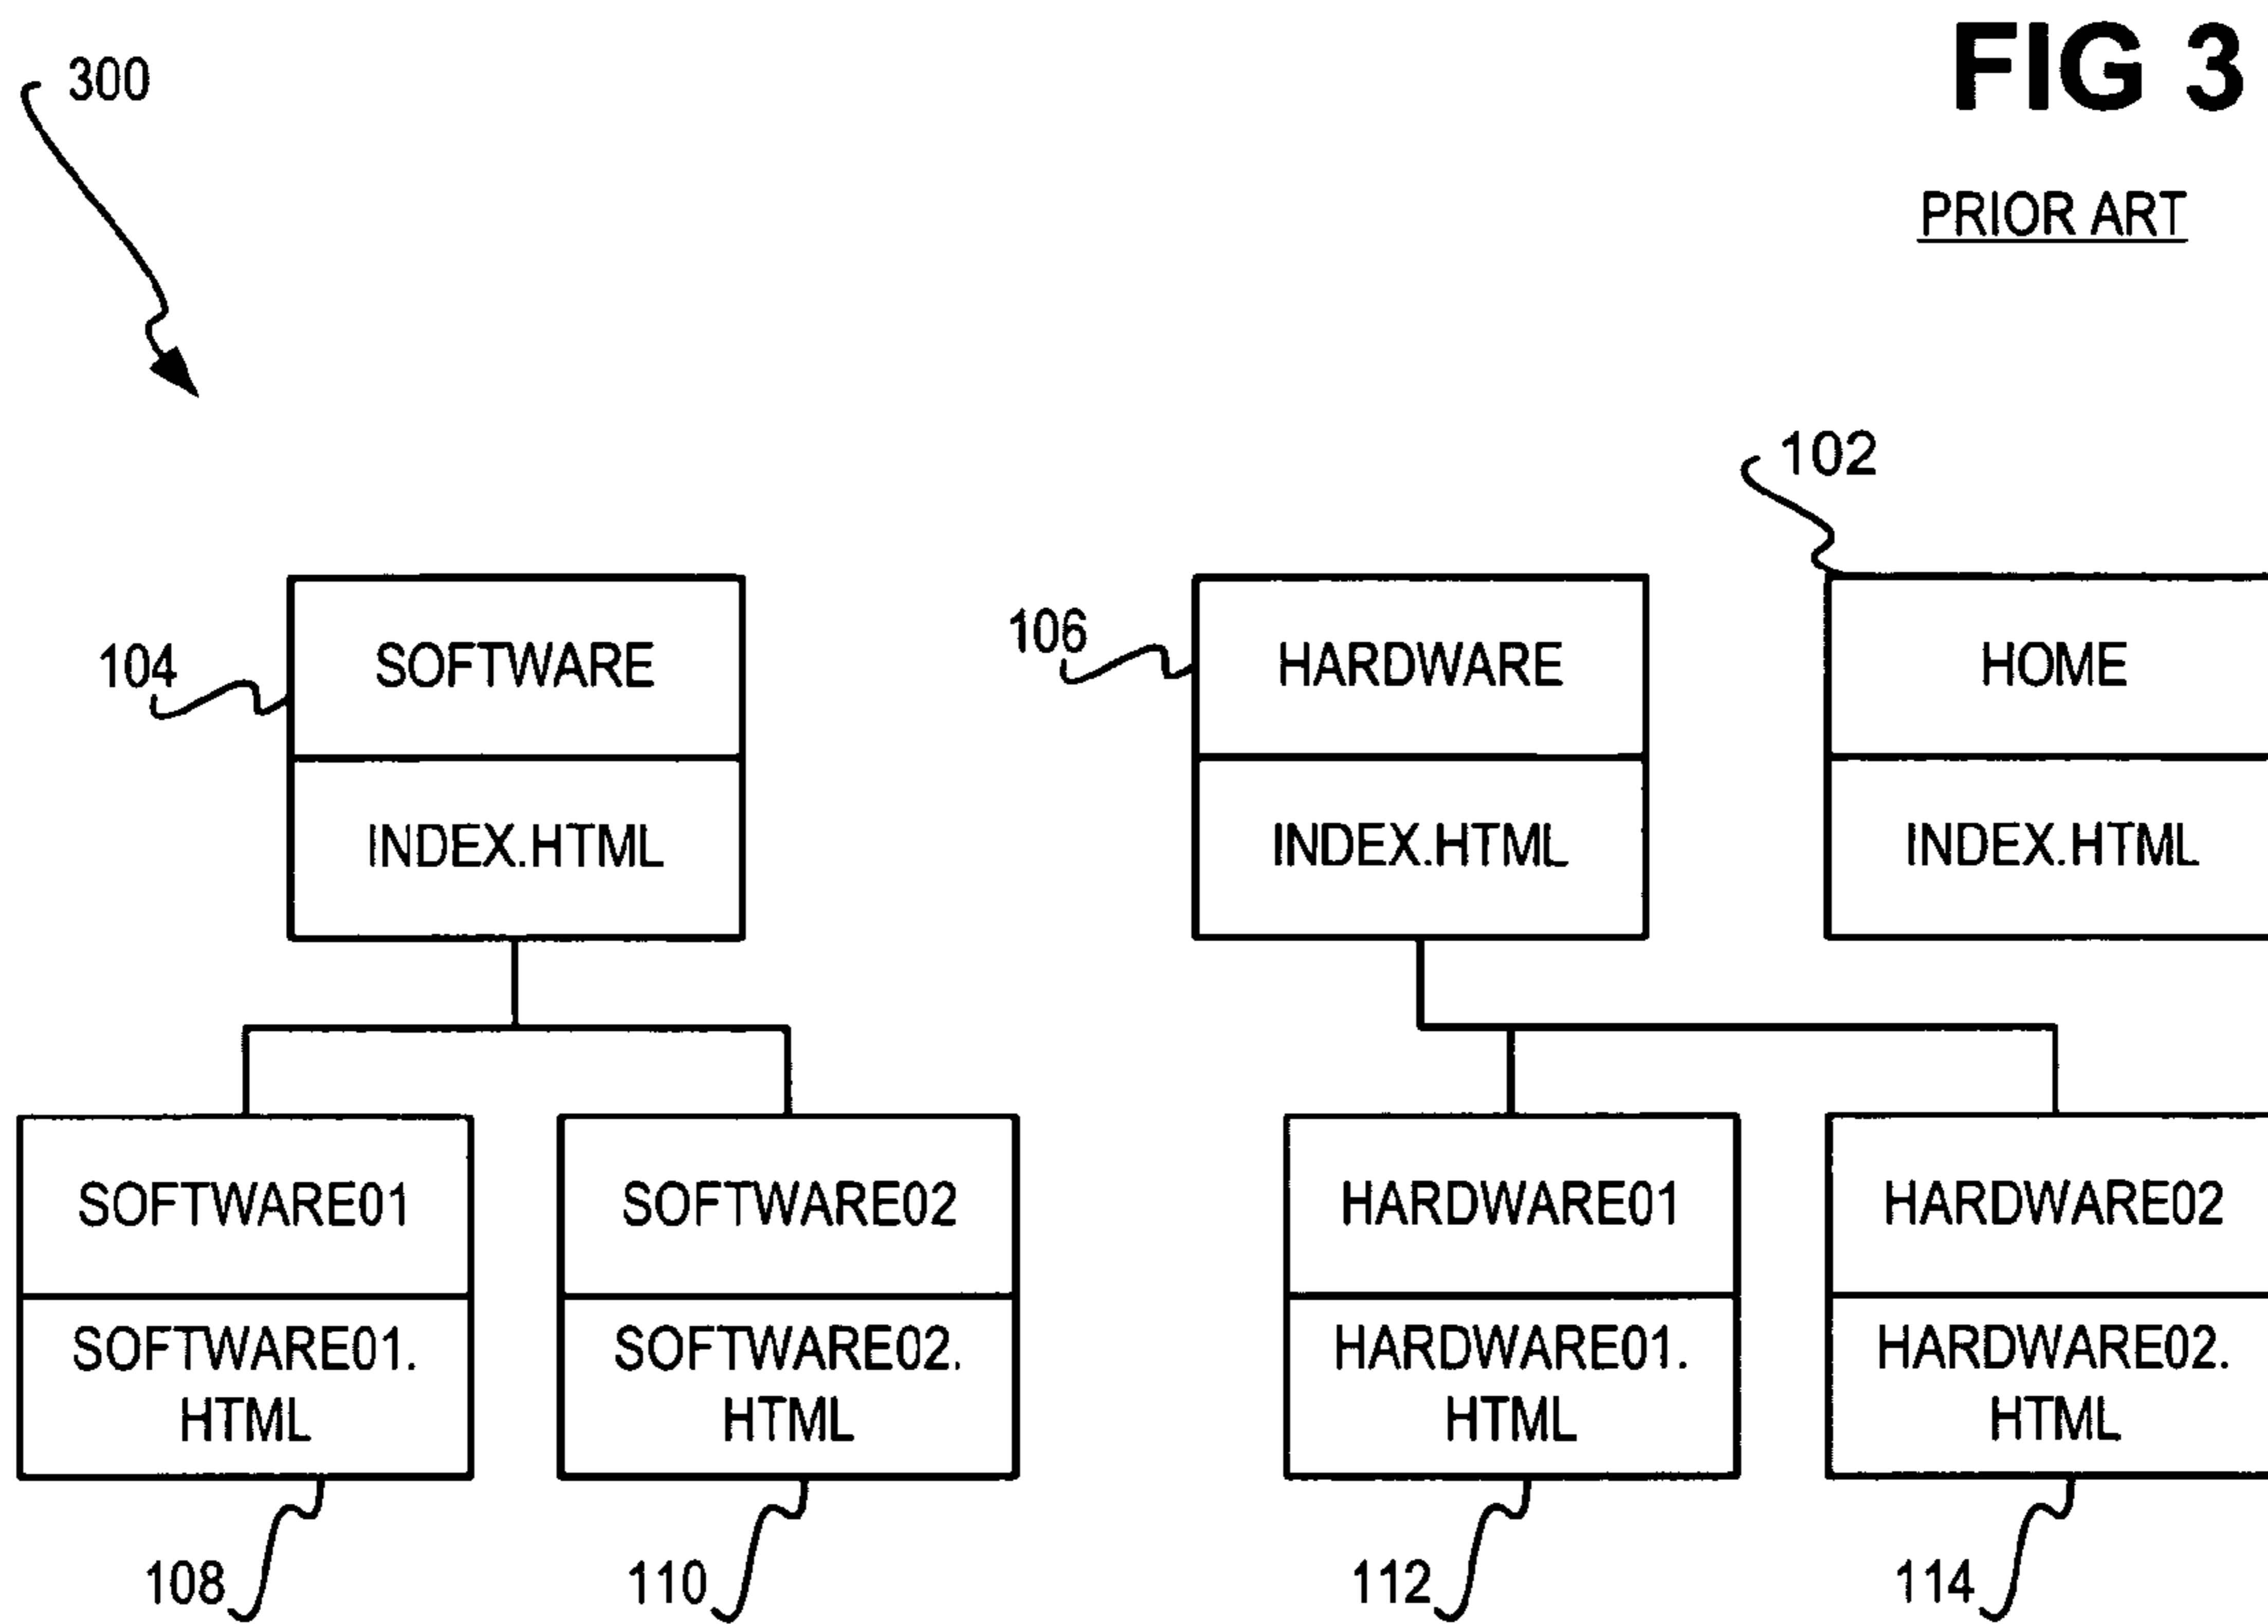 FIG 3
PRIOR ART
300
102
104
106
SOFTWARE
HARDWARE
HOME
INDEX.HTML
INDEX.HTML
INDEX.HTML
SOFTWARE01
SOFTWARE02
HARDWARE01
HARDWARE02
SOFTWARE01.
HTML
SOFTWARE02.
HTML
HARDWARE01.
HTML
HARDWARE02.
HTML
108
110
112
114